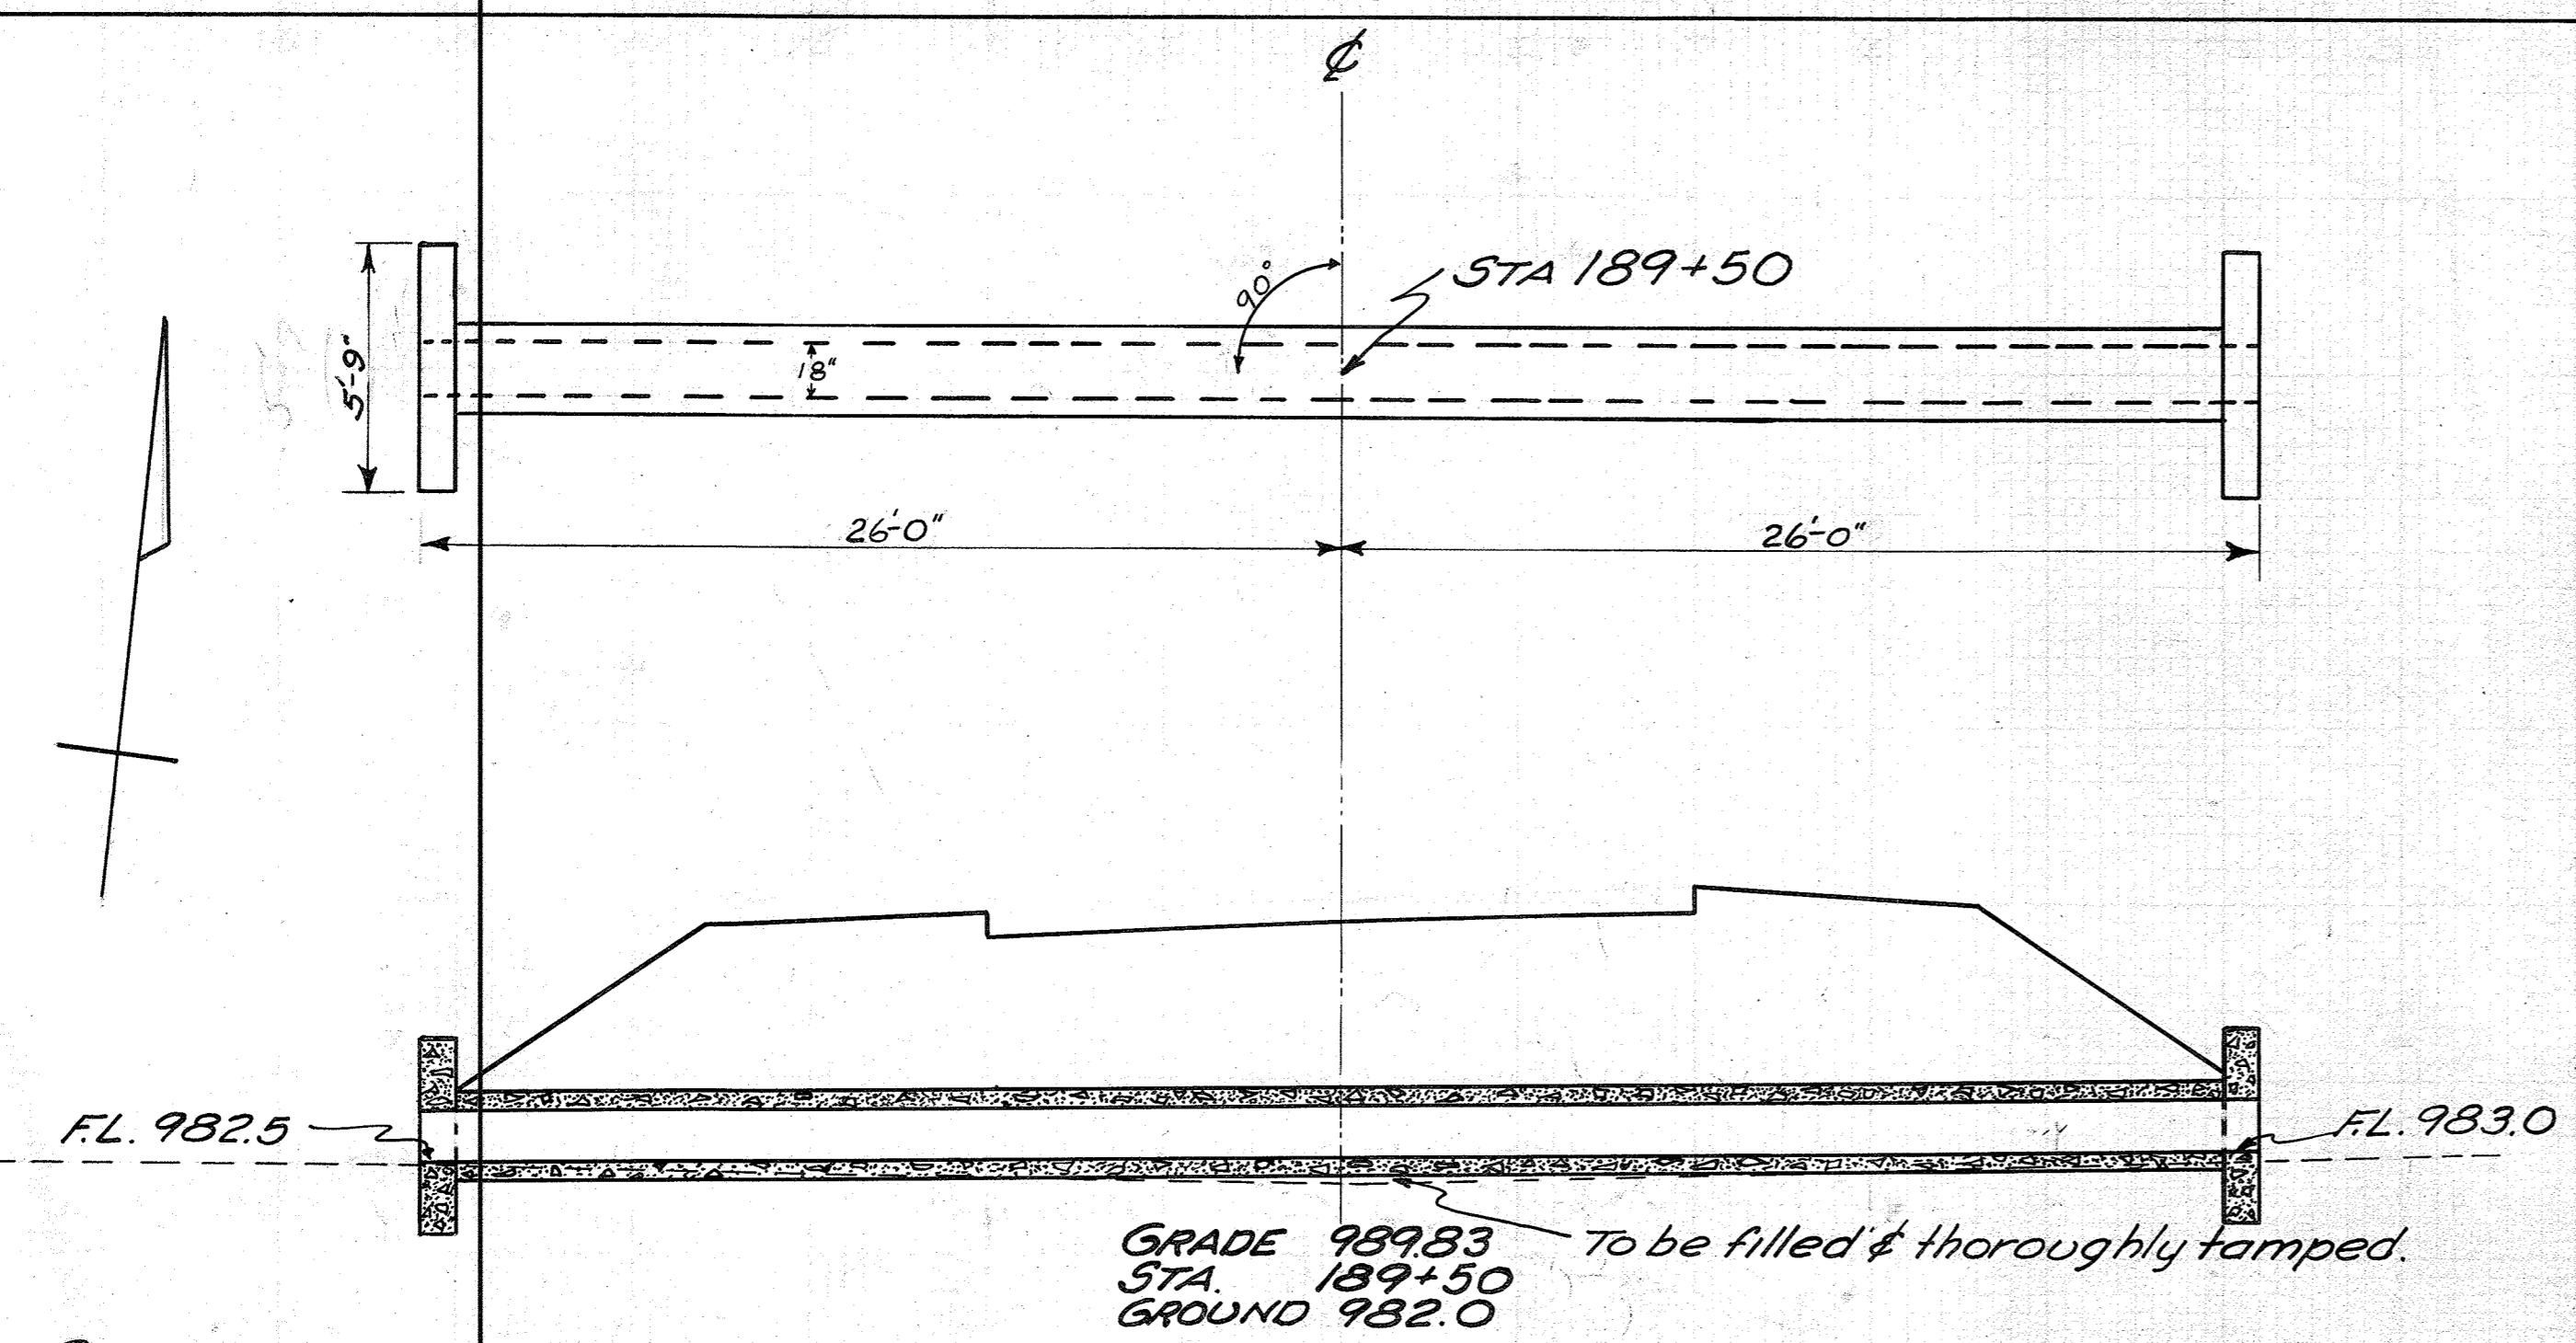 ℄
STA 189+50
90°
18"
5'-9"
26'-0"
26'-0"
F.L. 982.5
F.L. 983.0
GRADE 989.83
To be filled & thoroughly tamped.
STA. 189+50
GROUND 982.0